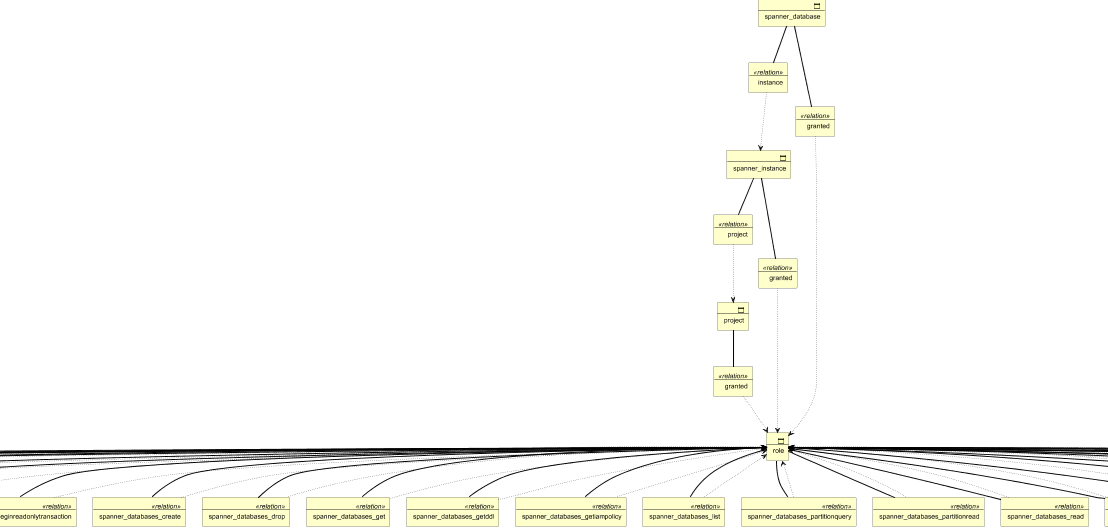 spanner_database
«relation»
instance
«relation»
granted
spanner_instance
«relation»
project
«relation»
granted
project
«relation»
granted
role
«relation»
eginreadonlytransaction
«relation»
spanner_databases_create
«relation»
spanner_databases_drop
«relation»
spanner_databases_get
«relation»
spanner_databases_getddl
«relation»
spanner_databases_getiampolicy
«relation»
spanner_databases_list
«relation»
spanner_databases_partitionquery
«relation»
spanner_databases_partitionread
«relation»
spanner_databases_read